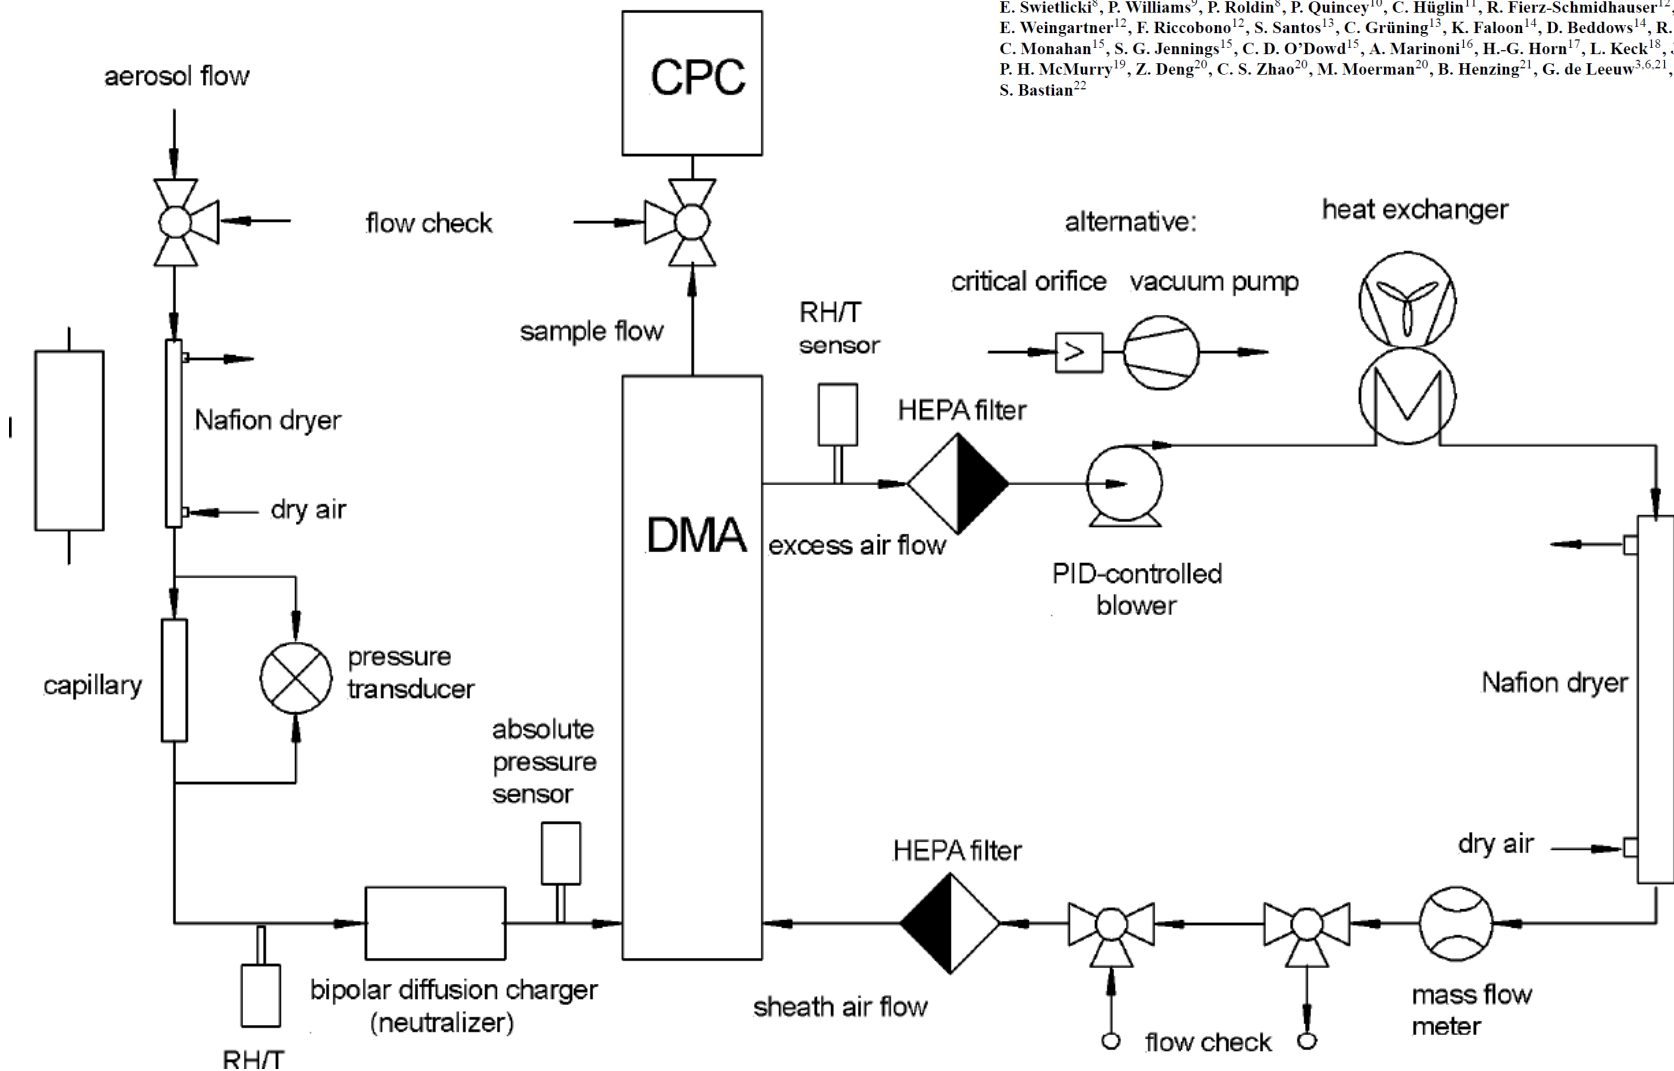 E. Swietlicki8, P. Williams9, P. Roldin8, P. Quincey10, C. Hüglin11, R. Fierz-Schmidhauser12,
E. Weingartner12, F. Riccobono12, S. Santos13, C. Grüning13, K. Faloon14, D. Beddows14, R.
C. Monahan15, S. G. Jennings15, C. D. O'Dowd15, A. Marinoni16, H.-G. Horn17, L. Keck18, J
P. H. McMurry19, Z. Deng20, C. S. Zhao20, M. Moerman20, B. Henzing21, G. de Leeuw3,6,21,
S. Bastian22
aerosol flow
CPC
flow check
alternative:
heat exchanger
critical orifice
vacuum pump
RH/T
sensor
sample flow
HEPA filter
Nafion dryer
dry air
DMA
excess air flow
PID-controlled
blower
capillary
pressure
transducer
Nafion dryer
absolute
pressure
sensor
HEPA filter
dry air
bipolar diffusion charger
(neutralizer)
sheath air flow
mass flow
meter
flow check
RH/T